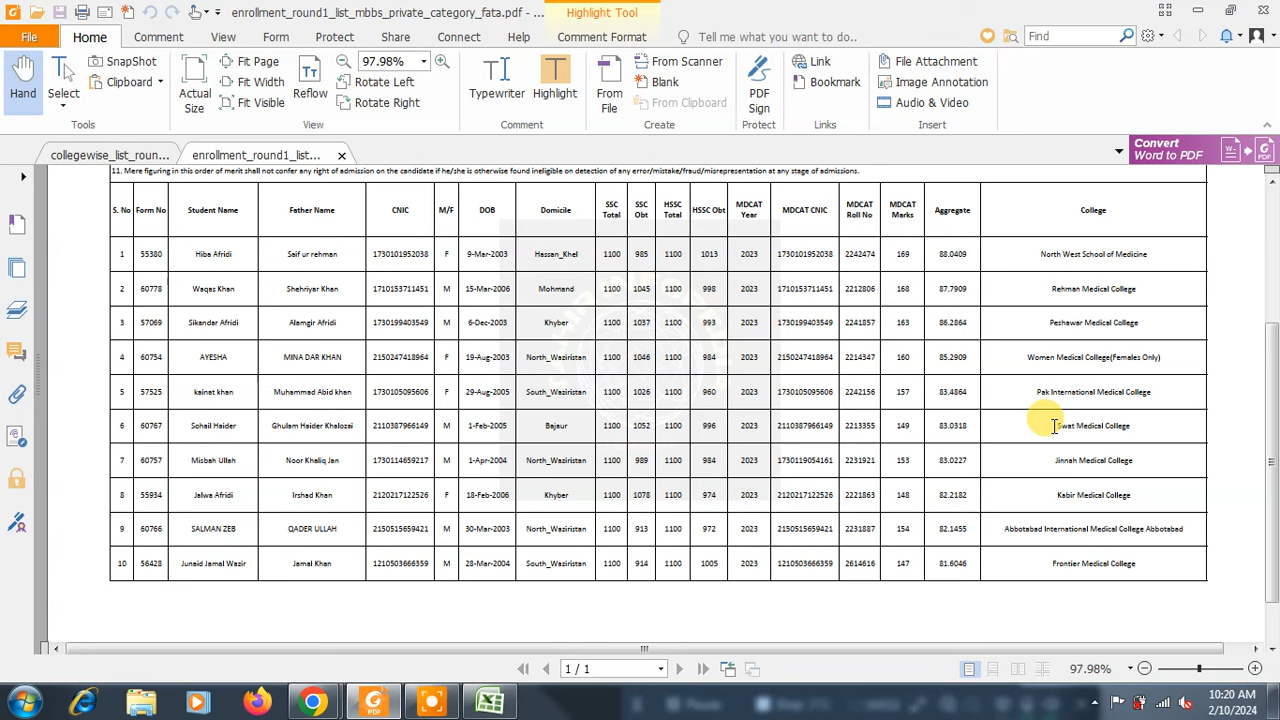 enrollment_round1_list_mbbs_private_category_fata.pdf - ...
Highlight Tool
File Home Comment View Form Protect Share Connect Help Comment Format Tell me what you want to do... Find
Hand
Select
SnapShot
Clipboard
Actual Size
Fit Page
Fit Width
Fit Visible
Reflow
97.98%
Rotate Left
Rotate Right
Typewriter
Highlight
From File
From Scanner
Blank
From Clipboard
PDF Sign
Link
Bookmark
File Attachment
Image Annotation
Audio & Video
Tools View Comment Create Protect Links Insert
collegewise_list_roun... enrollment_round1_list...
Convert Word to PDF
11. Mere figuring in this order of merit shall not confer any right of admission on the candidate if he/she is otherwise found ineligible on detection of any error/mistake/fraud/misrepresentation at any stage of admissions.
S. No Form No Student Name Father Name CNIC M/F DOB Domicile SSC Total SSC Obt HSSC Total HSSC Obt MDCAT Year MDCAT CNIC MDCAT Roll No MDCAT Marks Aggregate College
1 55380 Hiba Afridi Saif ur rehman 1730101952038 F 9-Mar-2003 Hassan_Khel 1100 985 1100 1013 2023 1730101952038 2242474 169 88.0409 North West School of Medicine
2 60778 Waqas Khan Shehriyar Khan 1710153711451 M 15-Mar-2006 Mohmand 1100 1045 1100 998 2023 1710153711451 2212806 168 87.7909 Rehman Medical College
3 57069 Sikandar Afridi Alamgir Afridi 1730199403549 M 6-Dec-2003 Khyber 1100 1037 1100 993 2023 1730199403549 2241857 163 86.2864 Peshawar Medical College
4 60754 AYESHA MINA DAR KHAN 2150247418964 F 19-Aug-2003 North_Waziristan 1100 1046 1100 984 2023 2150247418964 2214347 160 85.2909 Women Medical College(Females Only)
5 57525 kainat khan Muhammad Abid khan 1730105095606 F 29-Aug-2005 South_Waziristan 1100 1026 1100 960 2023 1730105095606 2242156 157 83.4864 Pak International Medical College
6 60767 Sohail Haider Ghulam Haider Khalozai 2110387966149 M 1-Feb-2005 Bajaur 1100 1052 1100 996 2023 2110387966149 2213355 149 83.0318 Swat Medical College
7 60757 Misbah Ullah Noor Khaliq Jan 1730114659217 M 1-Apr-2004 North_Waziristan 1100 989 1100 984 2023 1730119054161 2231921 153 83.0227 Jinnah Medical College
8 55934 Jalwa Afridi Irshad Khan 2120217122526 F 18-Feb-2006 Khyber 1100 1078 1100 974 2023 2120217122526 2221863 148 82.2182 Kabir Medical College
9 60766 SALMAN ZEB QADER ULLAH 2150515659421 M 30-Mar-2003 North_Waziristan 1100 913 1100 972 2023 2150515659421 2231887 154 82.1455 Abbotabad International Medical College Abbotabad
10 56428 Junaid Jamal Wazir Jamal Khan 1210503666359 M 28-Mar-2004 South_Waziristan 1100 914 1100 1005 2023 1210503666359 2614616 147 81.6046 Frontier Medical College
1 / 1
97.98%
10:20 AM
2/10/2024